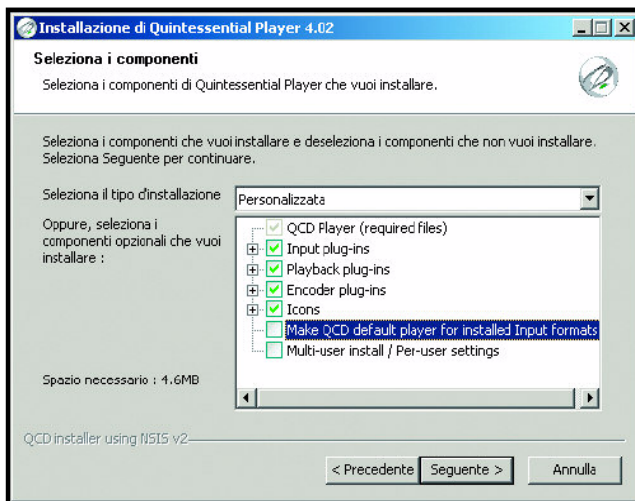 Installazione di Quintessential Player 4.02
Seleziona i componenti
Seleziona i componenti di Quintessential Player che vuoi installare.
Seleziona i componenti che vuoi installare e deseleziona i componenti che non vuoi installare.
Seleziona Seguente per continuare.
Seleziona il tipo d'installazione
Personalizzata
Oppure, seleziona i
componenti opzionali che vuoi
installare :
QCD Player (required files)
Input plug-ins
Playback plug-ins
Encoder plug-ins
Icons
Make QCD default player for installed Input formats
Multi-user install / Per-user settings
Spazio necessario : 4.6MB
QCD installer using NSIS v2
< Precedente
Seguente >
Annulla